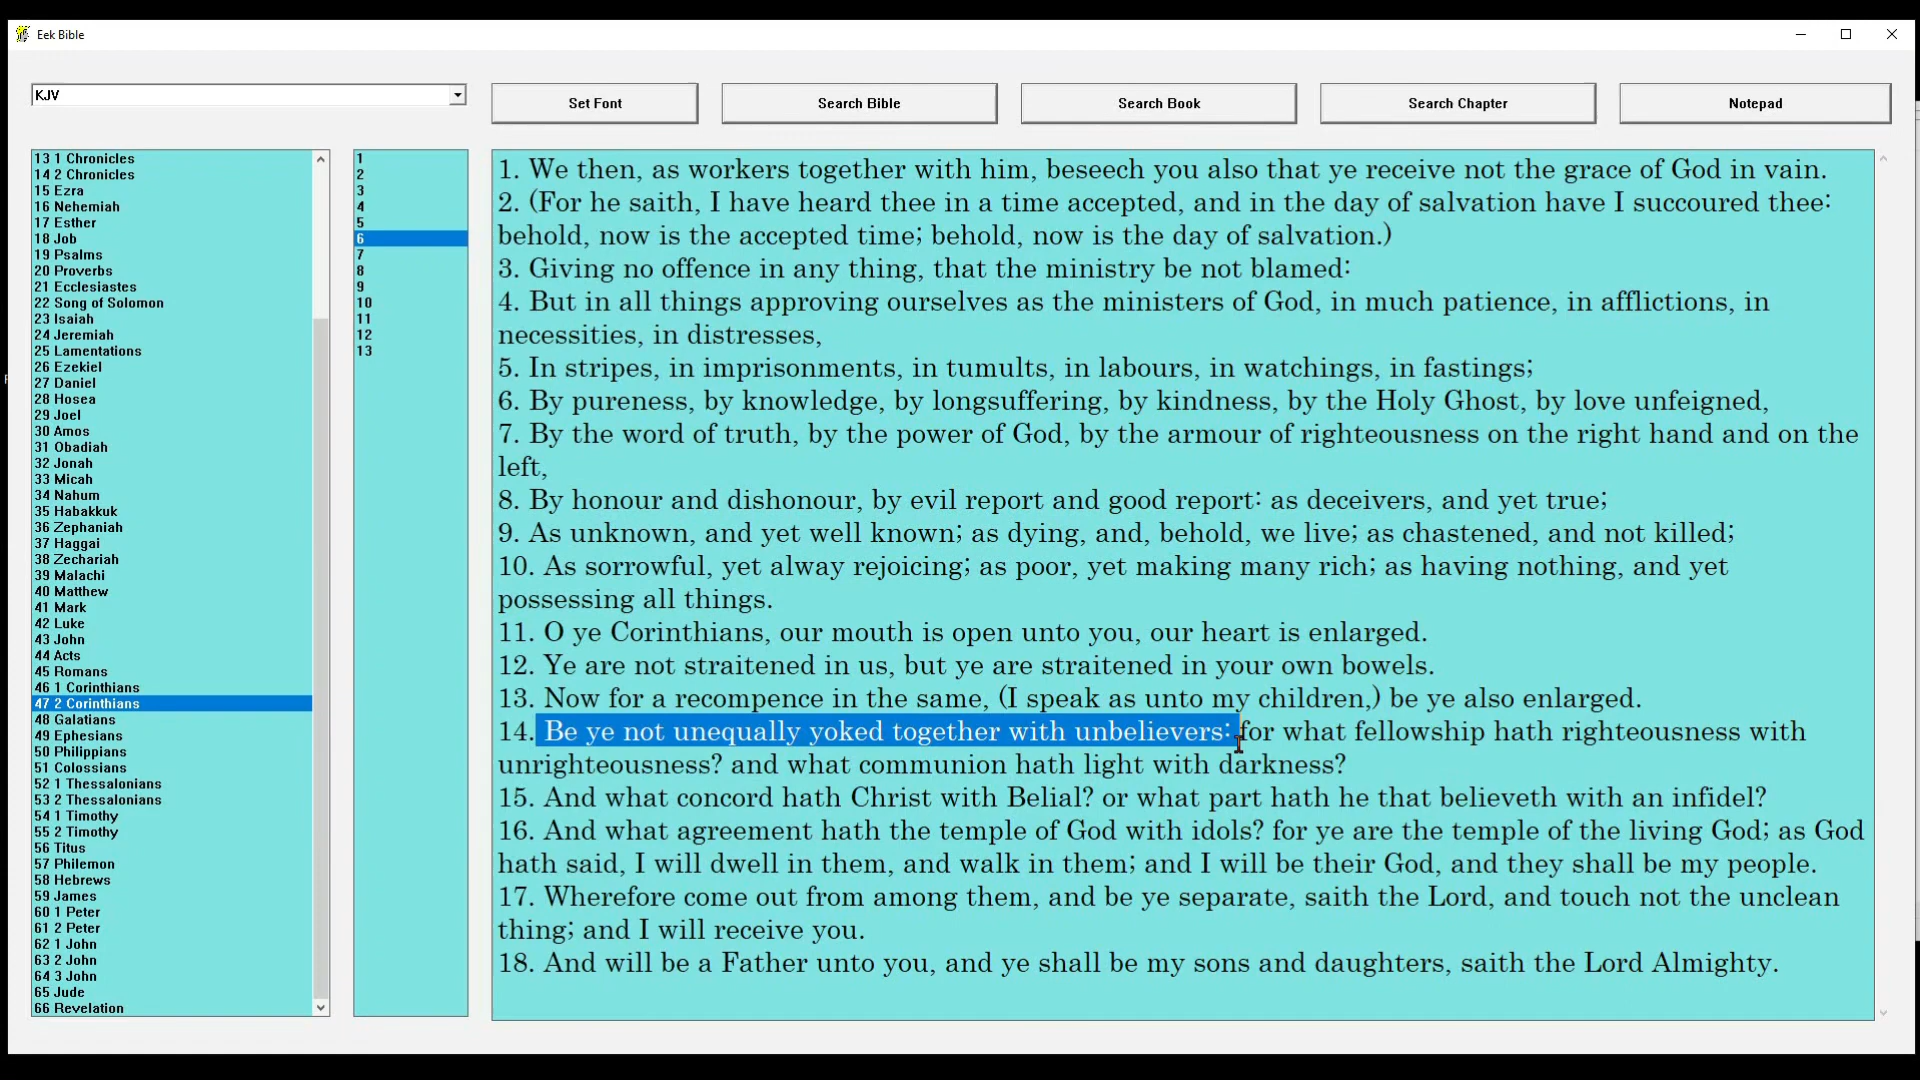 Eek Bible
KJV
Set Font
Search Bible
Search Book
Search Chapter
Notepad
13 1 Chronicles
14 2 Chronicles
15 Ezra
16 Nehemiah
17 Esther
18 Job
19 Psalms
20 Proverbs
21 Ecclesiastes
22 Song of Solomon
23 Isaiah
24 Jeremiah
25 Lamentations
26 Ezekiel
27 Daniel
28 Hosea
29 Joel
30 Amos
31 Obadiah
32 Jonah
33 Micah
34 Nahum
35 Habakkuk
36 Zephaniah
37 Haggai
38 Zechariah
39 Malachi
40 Matthew
41 Mark
42 Luke
43 John
44 Acts
45 Romans
46 1 Corinthians
47 2 Corinthians
48 Galatians
49 Ephesians
50 Philippians
51 Colossians
52 1 Thessalonians
53 2 Thessalonians
54 1 Timothy
55 2 Timothy
56 Titus
57 Philemon
58 Hebrews
59 James
60 1 Peter
61 2 Peter
62 1 John
63 2 John
64 3 John
65 Jude
66 Revelation
1
2
3
4
5
6
7
8
9
10
11
12
13
1. We then, as workers together with him, beseech you also that ye receive not the grace of God in vain.
2. (For he saith, I have heard thee in a time accepted, and in the day of salvation have I succoured thee:
behold, now is the accepted time; behold, now is the day of salvation.)
3. Giving no offence in any thing, that the ministry be not blamed:
4. But in all things approving ourselves as the ministers of God, in much patience, in afflictions, in
necessities, in distresses,
5. In stripes, in imprisonments, in tumults, in labours, in watchings, in fastings;
6. By pureness, by knowledge, by longsuffering, by kindness, by the Holy Ghost, by love unfeigned,
7. By the word of truth, by the power of God, by the armour of righteousness on the right hand and on the
left,
8. By honour and dishonour, by evil report and good report: as deceivers, and yet true;
9. As unknown, and yet well known; as dying, and, behold, we live; as chastened, and not killed;
10. As sorrowful, yet alway rejoicing; as poor, yet making many rich; as having nothing, and yet
possessing all things.
11. O ye Corinthians, our mouth is open unto you, our heart is enlarged.
12. Ye are not straitened in us, but ye are straitened in your own bowels.
13. Now for a recompence in the same, (I speak as unto my children,) be ye also enlarged.
14. Be ye not unequally yoked together with unbelievers: for what fellowship hath righteousness with
unrighteousness? and what communion hath light with darkness?
15. And what concord hath Christ with Belial? or what part hath he that believeth with an infidel?
16. And what agreement hath the temple of God with idols? for ye are the temple of the living God; as God
hath said, I will dwell in them, and walk in them; and I will be their God, and they shall be my people.
17. Wherefore come out from among them, and be ye separate, saith the Lord, and touch not the unclean
thing; and I will receive you.
18. And will be a Father unto you, and ye shall be my sons and daughters, saith the Lord Almighty.